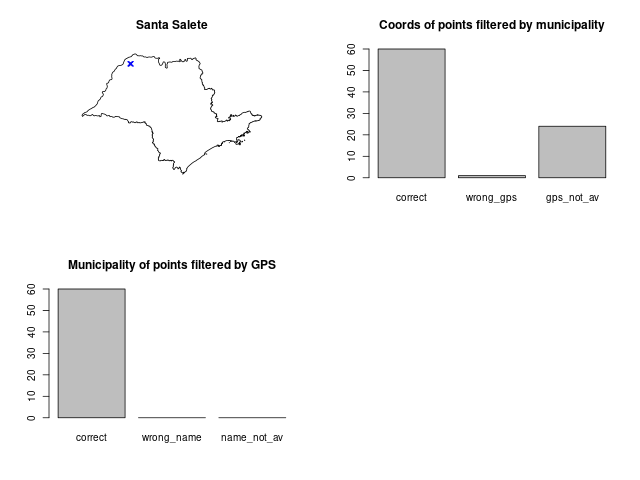 Santa Salete
Coords of points filtered by municipality
0 10 20 30 40 50 60
correct wrong_gps gps_not_av
Municipality of points filtered by GPS
0 10 20 30 40 50 60
correct wrong_name name_not_av